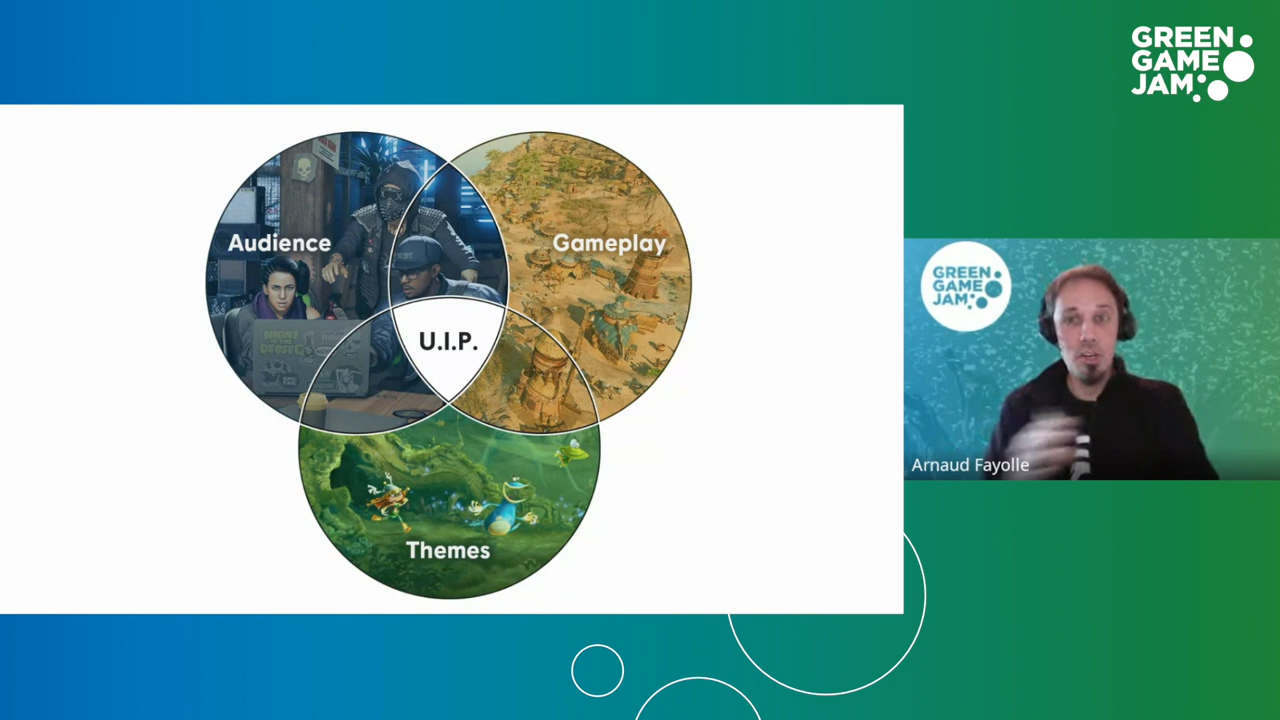 GREEN
GAME
JAM
Audience
Gameplay
U.I.P.
Themes
GREEN
GAME
JAM
Arnaud Fayolle